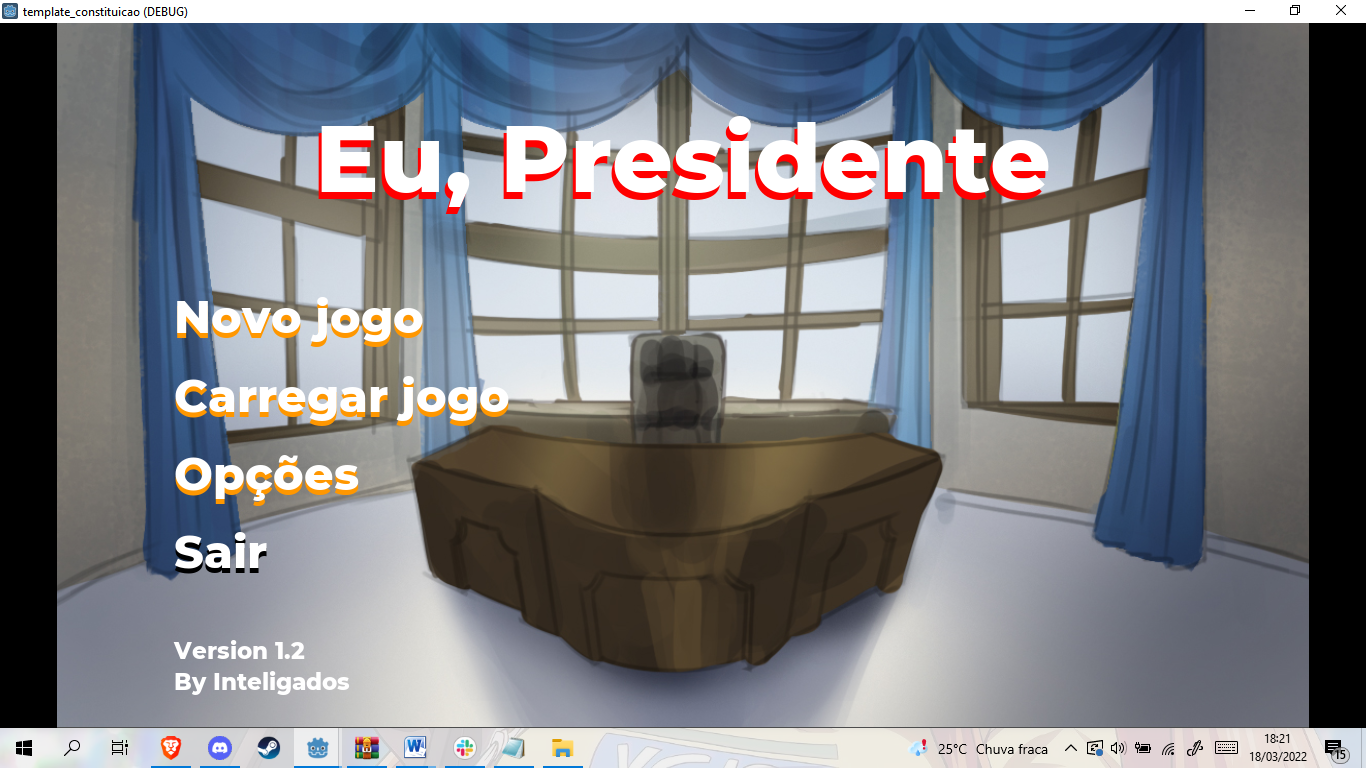 template_constituicao (DEBUG)
Eu, Presidente
Novo jogo
Carregar jogo
Opções
Sair
Version 1.2
By Inteligados
25°C Chuva fraca
18:21
18/03/2022
15